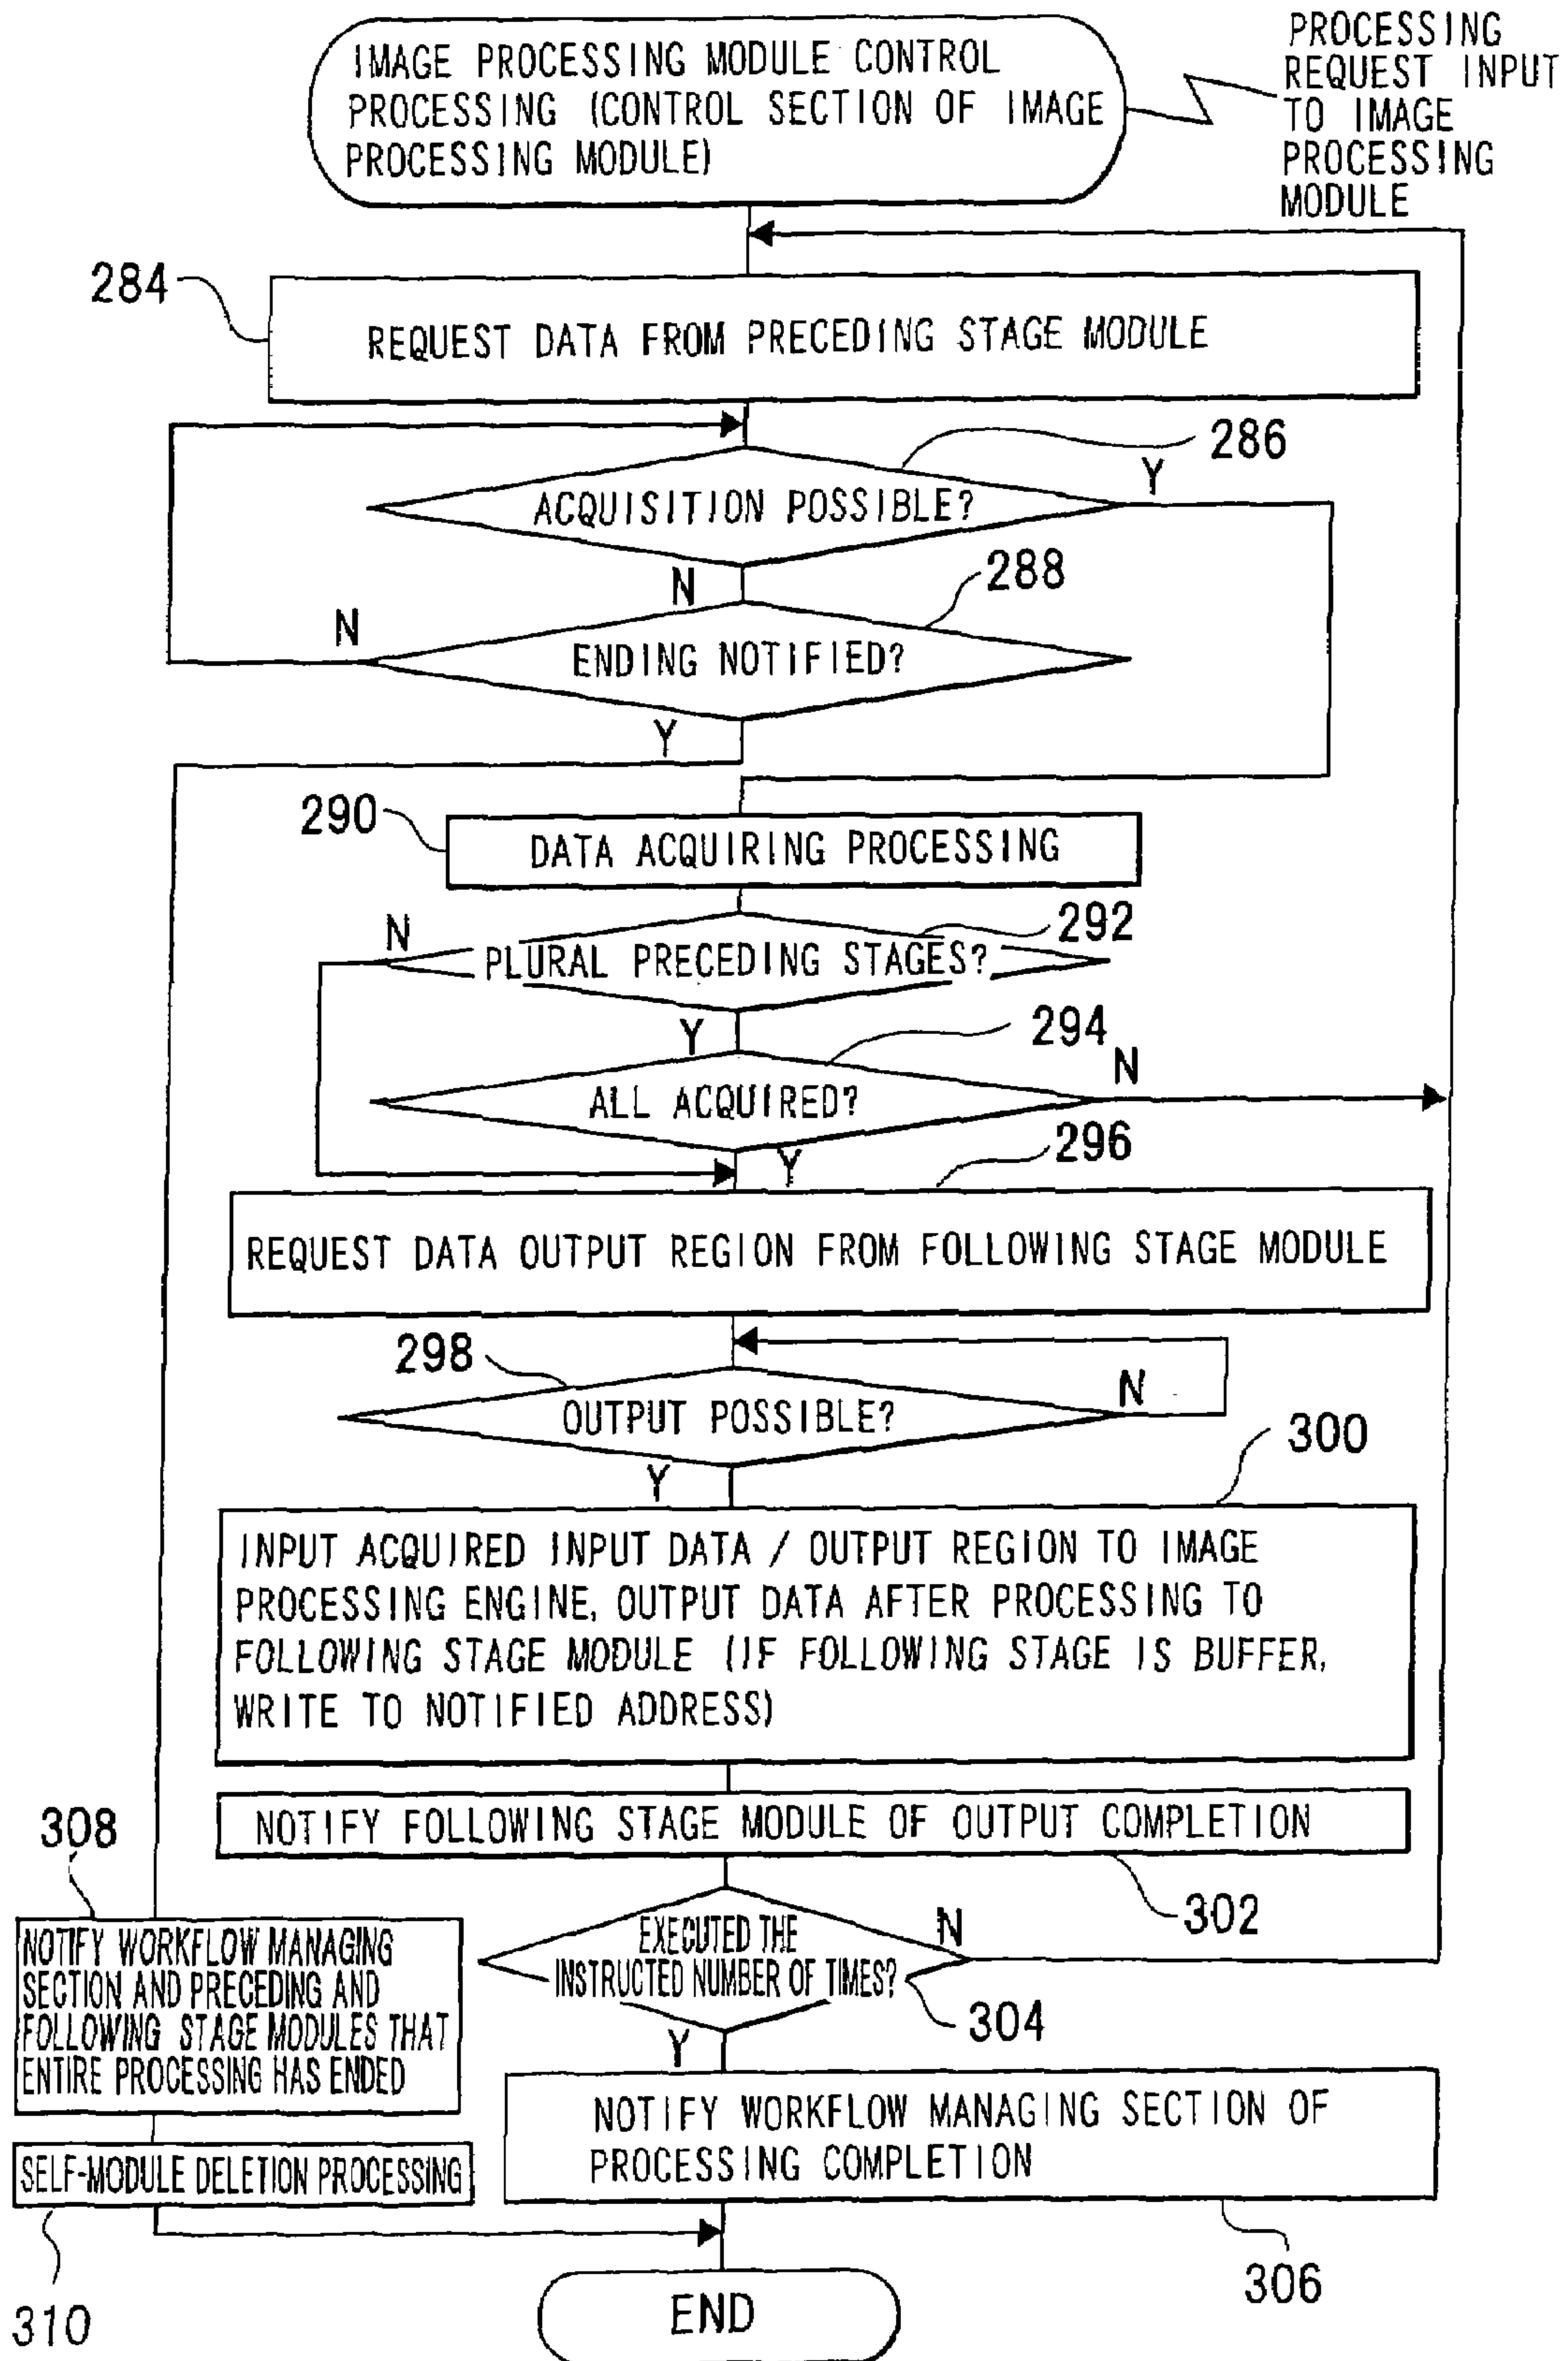 IMAGE PROCESSING MODULE CONTROL
PROCESSING (CONTROL SECTION OF IMAGE
PROCESSING MODULE)
PROCESSING
REQUEST INPUT
TO IMAGE
PROCESSING
MODULE
284
REQUEST DATA FROM PRECEDING STAGE MODULE
286
ACQUISITION POSSIBLE?
Y
N
288
N
ENDING NOTIFIED?
Y
290
DATA ACQUIRING PROCESSING
N
292
PLURAL PRECEDING STAGES?
Y
294
N
ALL ACQUIRED?
Y
296
REQUEST DATA OUTPUT REGION FROM FOLLOWING STAGE MODULE
298
N
OUTPUT POSSIBLE?
Y
300
INPUT ACQUIRED INPUT DATA / OUTPUT REGION TO IMAGE
PROCESSING ENGINE, OUTPUT DATA AFTER PROCESSING TO
FOLLOWING STAGE MODULE (IF FOLLOWING STAGE IS BUFFER,
WRITE TO NOTIFIED ADDRESS)
NOTIFY FOLLOWING STAGE MODULE OF OUTPUT COMPLETION
302
EXECUTED THE
INSTRUCTED NUMBER OF TIMES?
N
304
Y
308
NOTIFY WORKFLOW MANAGING
SECTION AND PRECEDING AND
FOLLOWING STAGE MODULES THAT
ENTIRE PROCESSING HAS ENDED
NOTIFY WORKFLOW MANAGING SECTION OF
PROCESSING COMPLETION
306
SELF-MODULE DELETION PROCESSING
310
END